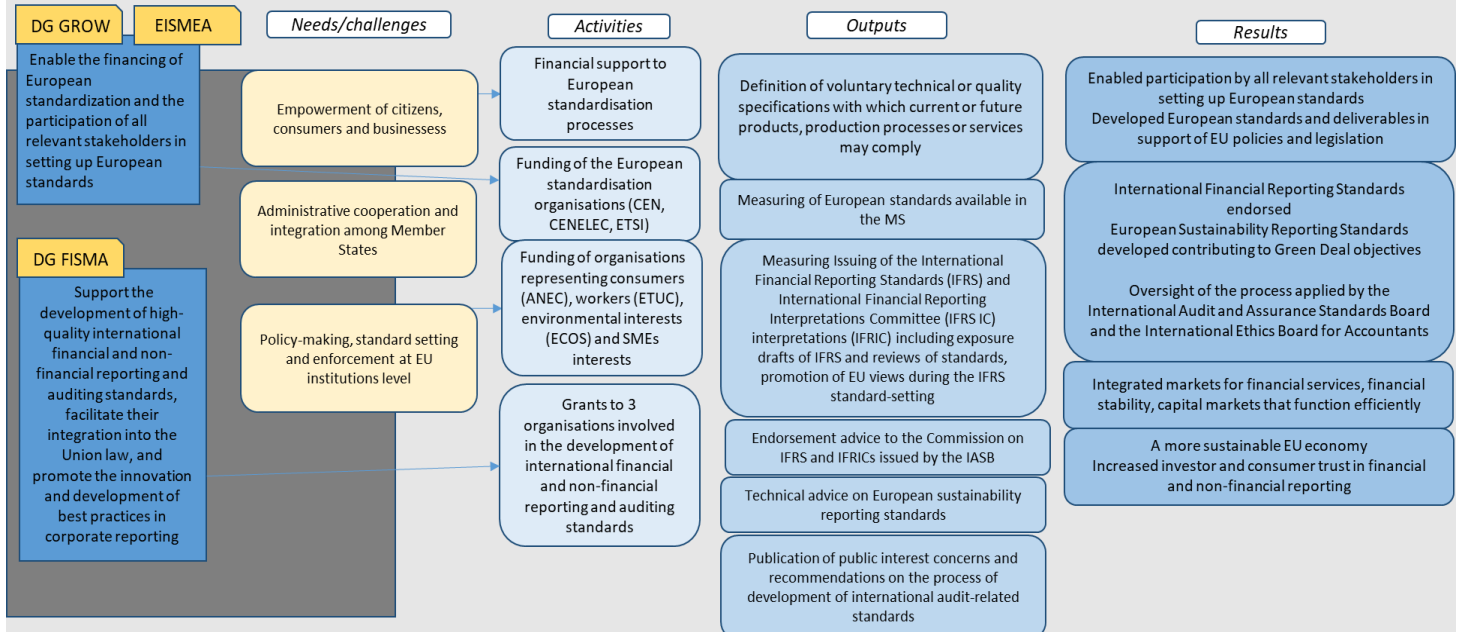 DG GROW
EISMEA
Enable the financing of
European
standardization and the
participation of all
relevant stakeholders in
setting up European
standards
DG FISMA
Support the
development of high-
quality international
financial and non-
financial reporting and
auditing standards,
facilitate their
integration into the
Union law, and
promote the innovation
and development of
best practices in
corporate reporting
Needs/challenges
Empowerment of citizens,
consumers and businessess
Administrative cooperation and
integration among Member
States
Policy-making, standard setting
and enforcement at EU
institutions level
Activities
Financial support to
European
standardisation
processes
Funding of the European
standardisation
organisations (CEN,
CENELEC, ETSI)
Funding of organisations
representing consumers
(ANEC), workers (ETUC),
environmental interests
(ECOS) and SMEs
interests
Grants to 3
organisations involved
in the development of
international financial
and non-financial
reporting and auditing
standards
Outputs
Definition of voluntary technical or quality
specifications with which current or future
products, production processes or services
may comply
Measuring of European standards available in
the MS
Measuring Issuing of the International
Financial Reporting Standards (IFRS) and
International Financial Reporting
Interpretations Committee (IFRS IC)
interpretations (IFRIC) including exposure
drafts of IFRS and reviews of standards,
promotion of EU views during the IFRS
standard-setting
Endorsement advice to the Commission on
IFRS and IFRICs issued by the IASB
Technical advice on European sustainability
reporting standards
Publication of public interest concerns and
recommendations on the process of
development of international audit-related
standards
Results
Enabled participation by all relevant stakeholders in
setting up European standards
Developed European standards and deliverables in
support of EU policies and legislation
International Financial Reporting Standards
endorsed
European Sustainability Reporting Standards
developed contributing to Green Deal objectives
Oversight of the process applied by the
International Audit and Assurance Standards Board
and the International Ethics Board for Accountants
Integrated markets for financial services, financial
stability, capital markets that function efficiently
A more sustainable EU economy
Increased investor and consumer trust in financial
and non-financial reporting